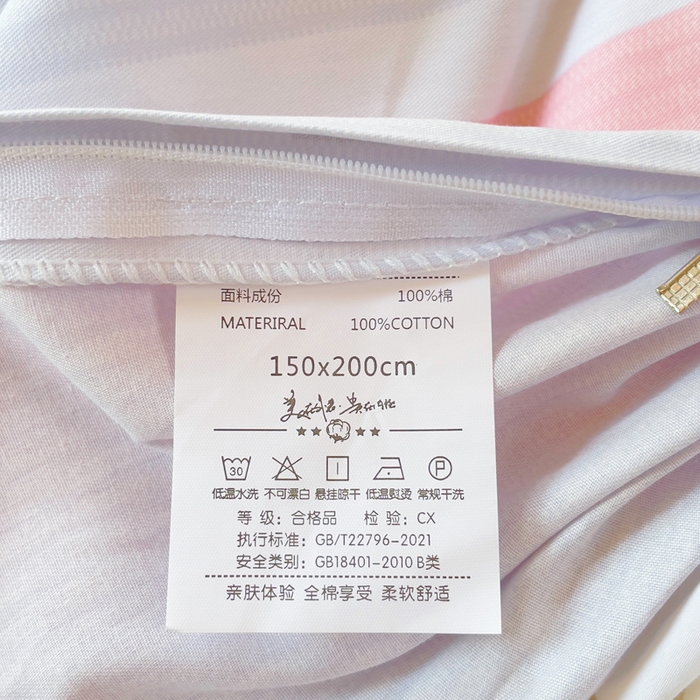 面料成份 100%棉
MATERIRAL 100%COTTON
150x200cm
30 P
低温水洗 不可漂白 悬挂晾干 低温熨烫 常规干洗
等 级：合格品 检 验：CX
执行标准：GB/T22796-2021
安全类别：GB18401-2010 B类
亲肤体验 全棉享受 柔软舒适